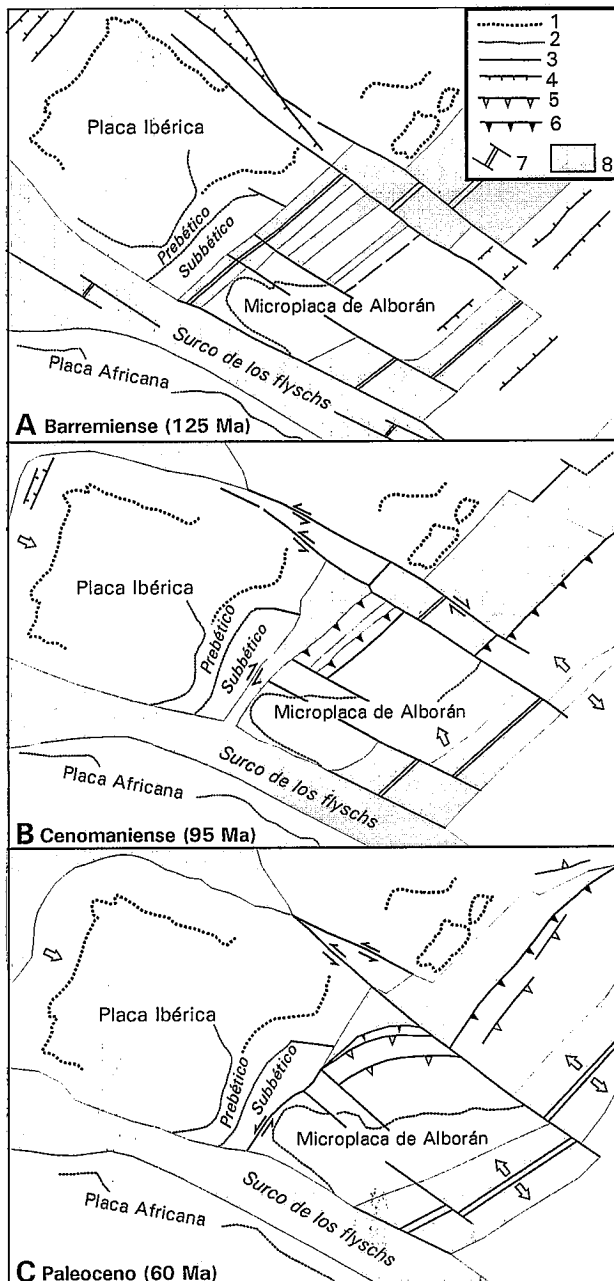 1
2
3
4
5
6
7
8
Placa Ibérica
Prebético
Subbético
Microplaca de Alborán
Surco de los flyschs
Placa Africana
A Barremiense (125 Ma)
Placa Ibérica
Prebético
Subbético
Microplaca de Alborán
Surco de los flyschs
Placa Africana
B Cenomaniense (95 Ma)
Placa Ibérica
Prebético
Subbético
Microplaca de Alborán
Surco de los flyschs
Placa Africana
C Paleoceno (60 Ma)